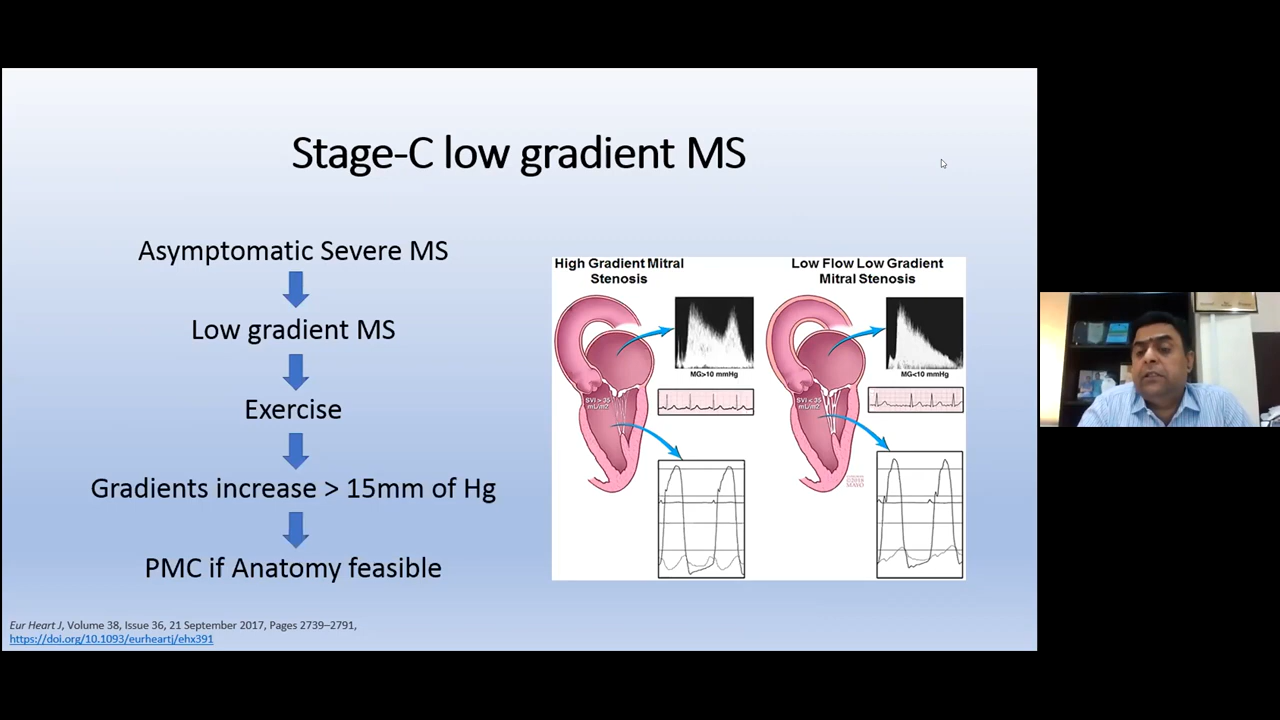 Stage-C low gradient MS
Asymptomatic Severe MS
Low gradient MS
Exercise
Gradients increase > 15mm of Hg
PMC if Anatomy feasible
High Gradient Mitral
Stenosis
MG>10 mmHg
SVI > 35
mL/m2
Low Flow Low Gradient
Mitral Stenosis
MG<10 mmHg
SVI < 35
mL/m2
MAYO
Eur Heart J, Volume 38, Issue 36, 21 September 2017, Pages 2739–2791,
https://doi.org/10.1093/eurheartj/ehx391